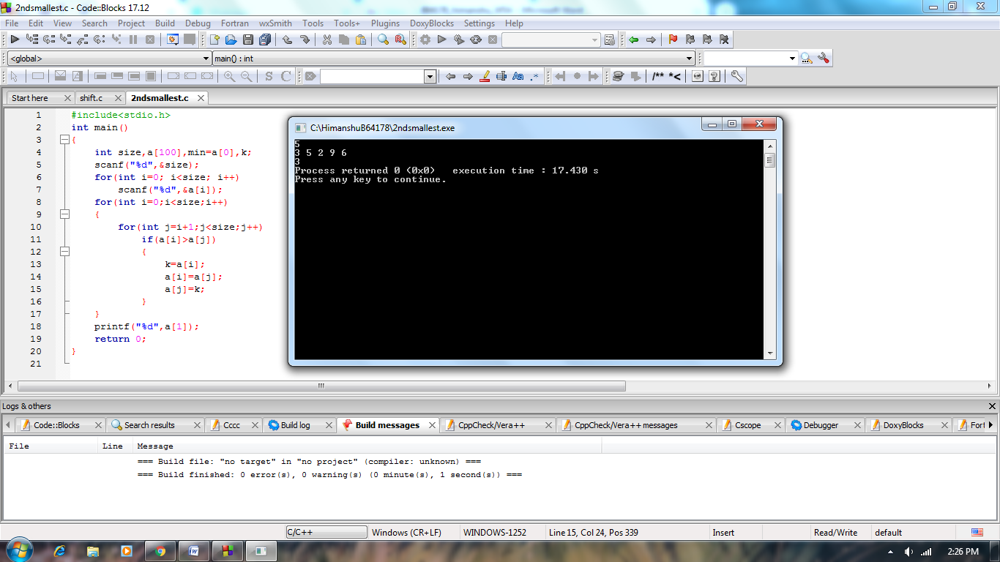 2ndsmallest.c - Code::Blocks 17.12
File Edit View Search Project Build Debug Fortran wxSmith Tools Tools+ Plugins DoxyBlocks Settings Help
<global> main() : int
S C Aa .* /** *<
Start here shift.c 2ndsmallest.c
1 #include<stdio.h>
2 int main()
3 {
4 int size,a[100],min=a[0],k;
5 scanf("%d",&size);
6 for(int i=0; i<size; i++)
7 scanf("%d",&a[i]);
8 for(int i=0;i<size;i++)
9 {
10 for(int j=i+1;j<size;j++)
11 if(a[i]>a[j])
12 {
13 k=a[i];
14 a[i]=a[j];
15 a[j]=k;
16 }
17 }
18 printf("%d",a[1]);
19 return 0;
20 }
21
C:\HimanshuB64178\2ndsmallest.exe
5
3 5 2 9 6
3
Process returned 0 (0x0) execution time : 17.430 s
Press any key to continue.
Logs & others
Code::Blocks Search results Cccc Build log Build messages CppCheck/Vera++ CppCheck/Vera++ messages Cscope Debugger DoxyBlocks Fort
File Line Message
=== Build file: "no target" in "no project" (compiler: unknown) ===
=== Build finished: 0 error(s), 0 warning(s) (0 minute(s), 1 second(s)) ===
C/C++ Windows (CR+LF) WINDOWS-1252 Line 15, Col 24, Pos 339 Insert Read/Write default
2:26 PM